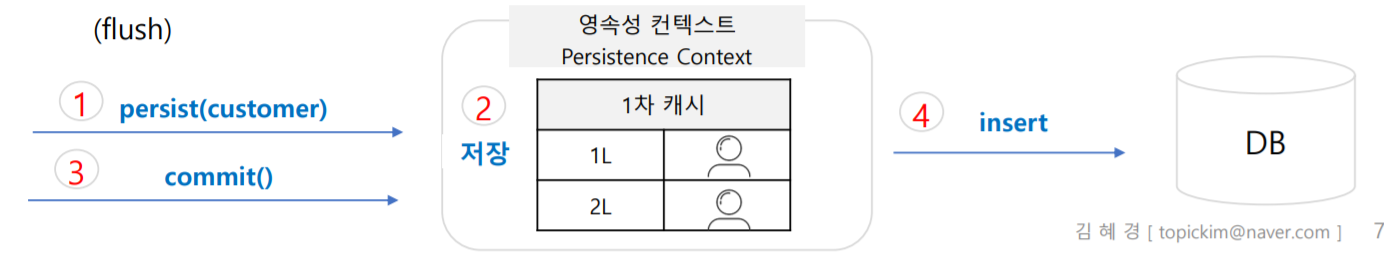 (flush)
① persist(customer)
③ commit()
영속성 컨텍스트
Persistence Context
② 저장
1차 캐시
1L
2L
④ insert
DB
김 혜 경 [ topickim@naver.com ] 7